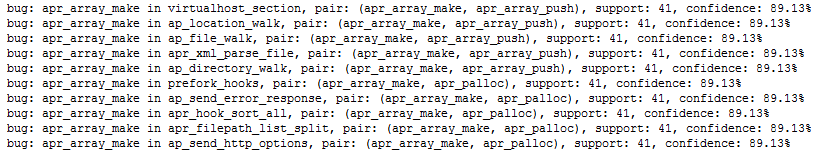 bug: apr_array_make in virtualhost_section, pair: (apr_array_make, apr_array_push), support: 41, confidence: 89.13%
bug: apr_array_make in ap_location_walk, pair: (apr_array_make, apr_array_push), support: 41, confidence: 89.13%
bug: apr_array_make in ap_file_walk, pair: (apr_array_make, apr_array_push), support: 41, confidence: 89.13%
bug: apr_array_make in apr_xml_parse_file, pair: (apr_array_make, apr_array_push), support: 41, confidence: 89.13%
bug: apr_array_make in ap_directory_walk, pair: (apr_array_make, apr_array_push), support: 41, confidence: 89.13%
bug: apr_array_make in prefork_hooks, pair: (apr_array_make, apr_palloc), support: 41, confidence: 89.13%
bug: apr_array_make in ap_send_error_response, pair: (apr_array_make, apr_palloc), support: 41, confidence: 89.13%
bug: apr_array_make in apr_hook_sort_all, pair: (apr_array_make, apr_palloc), support: 41, confidence: 89.13%
bug: apr_array_make in apr_filepath_list_split, pair: (apr_array_make, apr_palloc), support: 41, confidence: 89.13%
bug: apr_array_make in ap_send_http_options, pair: (apr_array_make, apr_palloc), support: 41, confidence: 89.13%